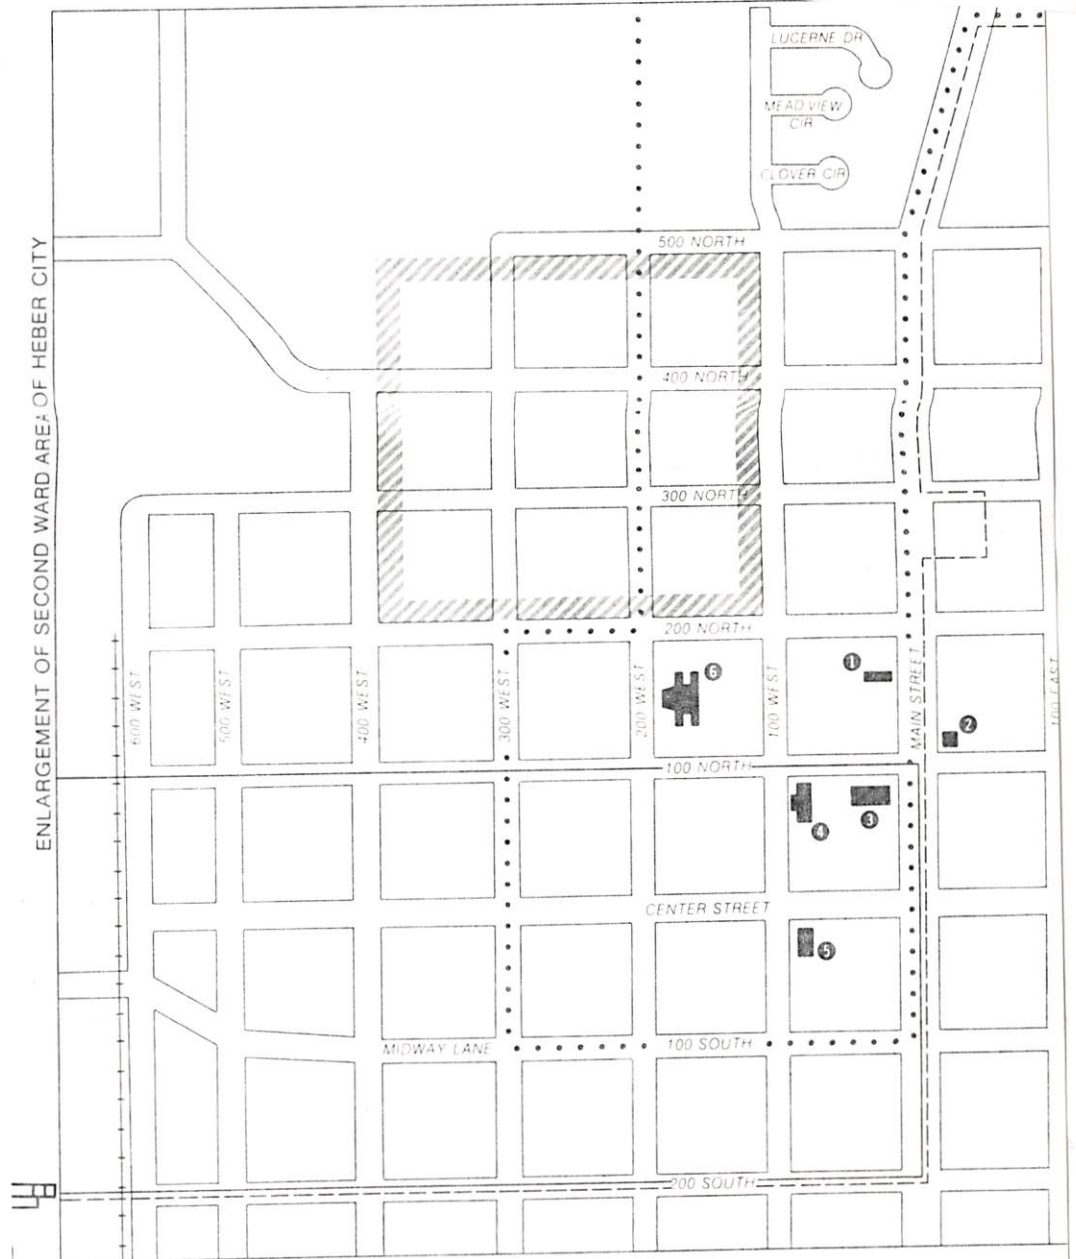 ENLARGEMENT OF SECOND WARD AREA OF HEBER CITY
LUCERNE DR
MEAD VIEW
CIR
CLOVER CIR
500 NORTH
400 NORTH
300 NORTH
200 NORTH
600 WEST
500 WEST
400 WEST
300 WEST
200 WEST
6
100 WEST
1
MAIN STREET
2
100 EAST
100 NORTH
4
3
CENTER STREET
5
MIDWAY LANE
100 SOUTH
200 SOUTH